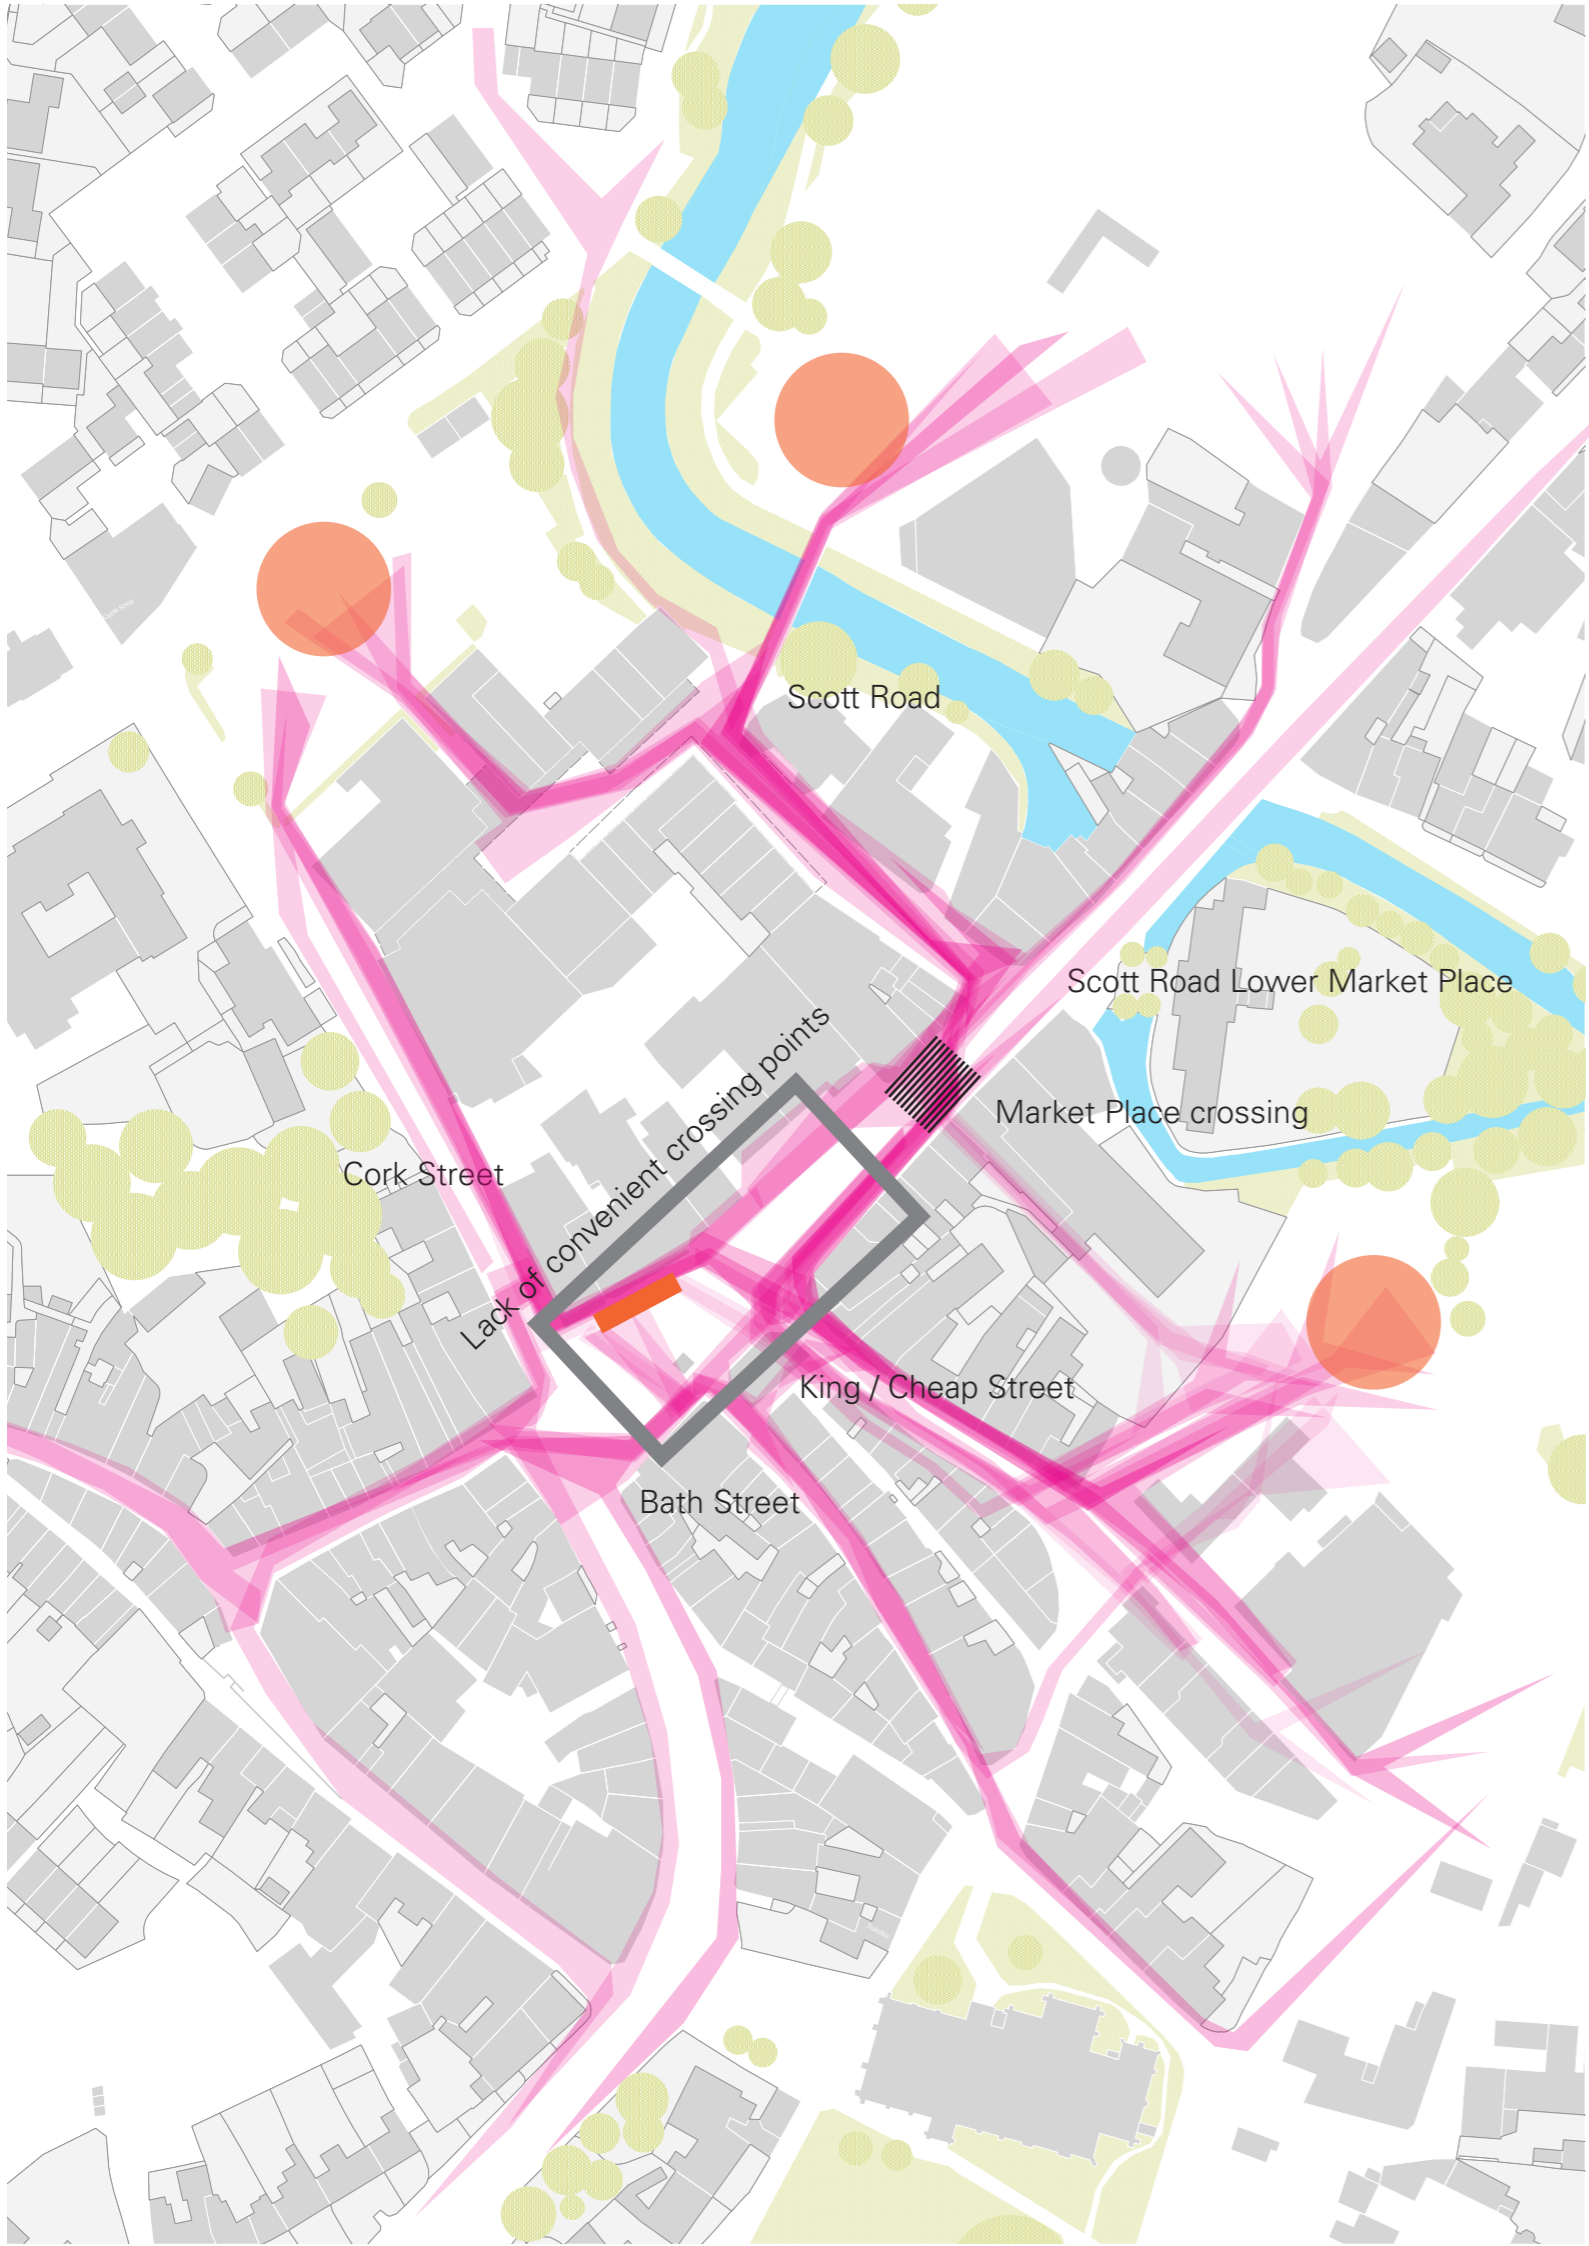 Scott Road
Scott Road Lower Market Place
Lack of convenient crossing points
Market Place crossing
Cork Street
King / Cheap Street
Bath Street